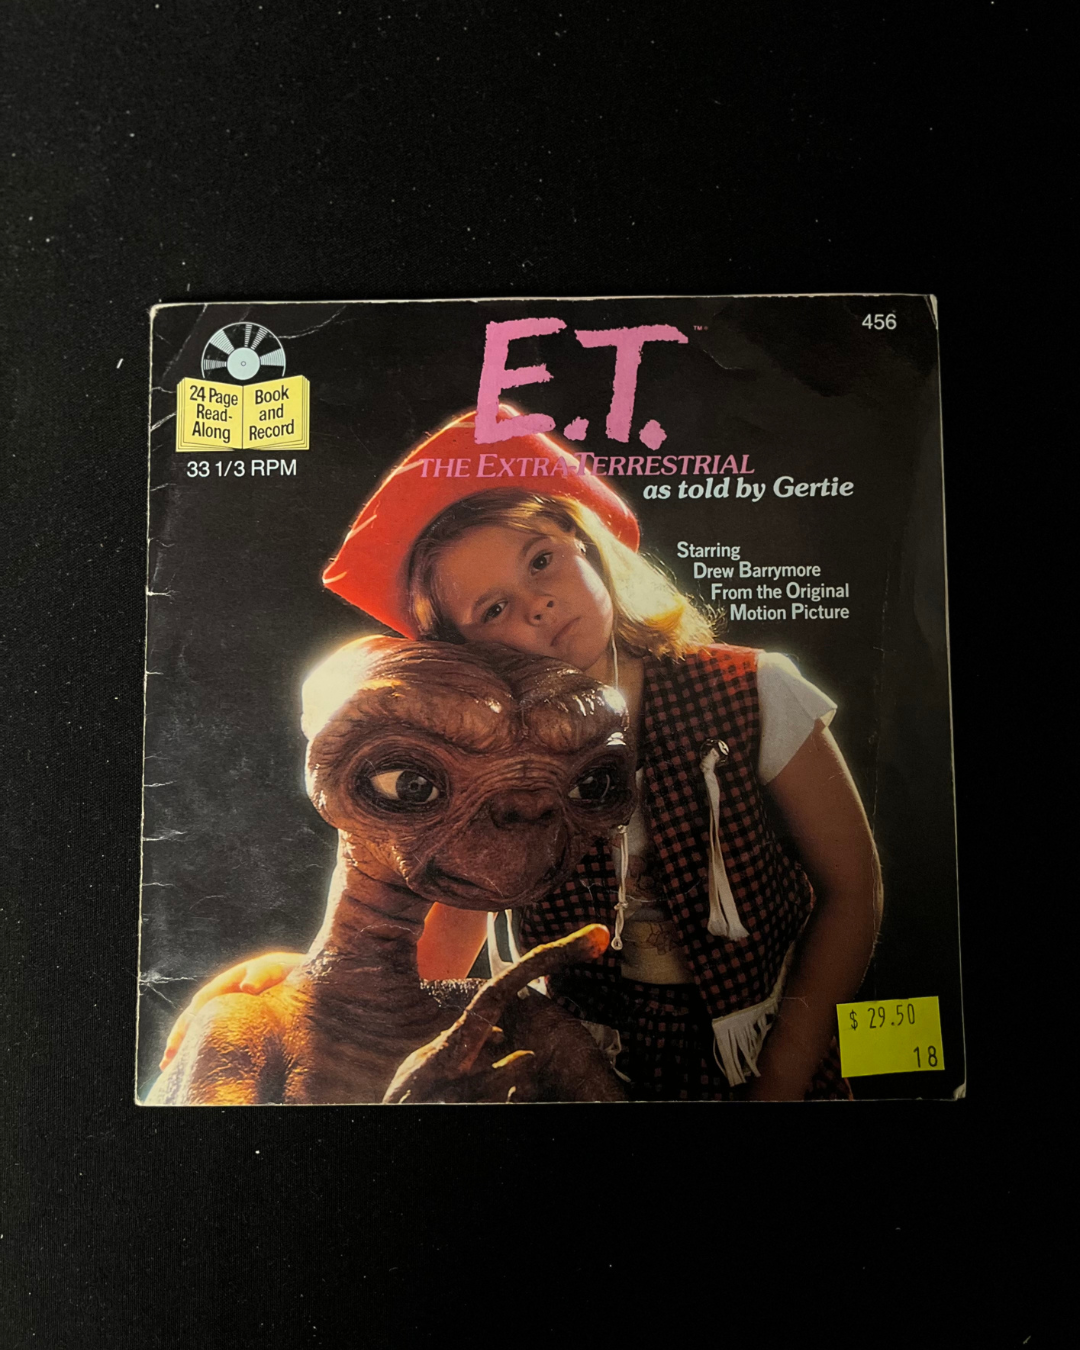 456
E.T.
™
THE EXTRA-TERRESTRIAL
as told by Gertie
24 Page
Read-
Along
Book
and
Record
33 1/3 RPM
Starring
Drew Barrymore
From the Original
Motion Picture
$ 29.50
18